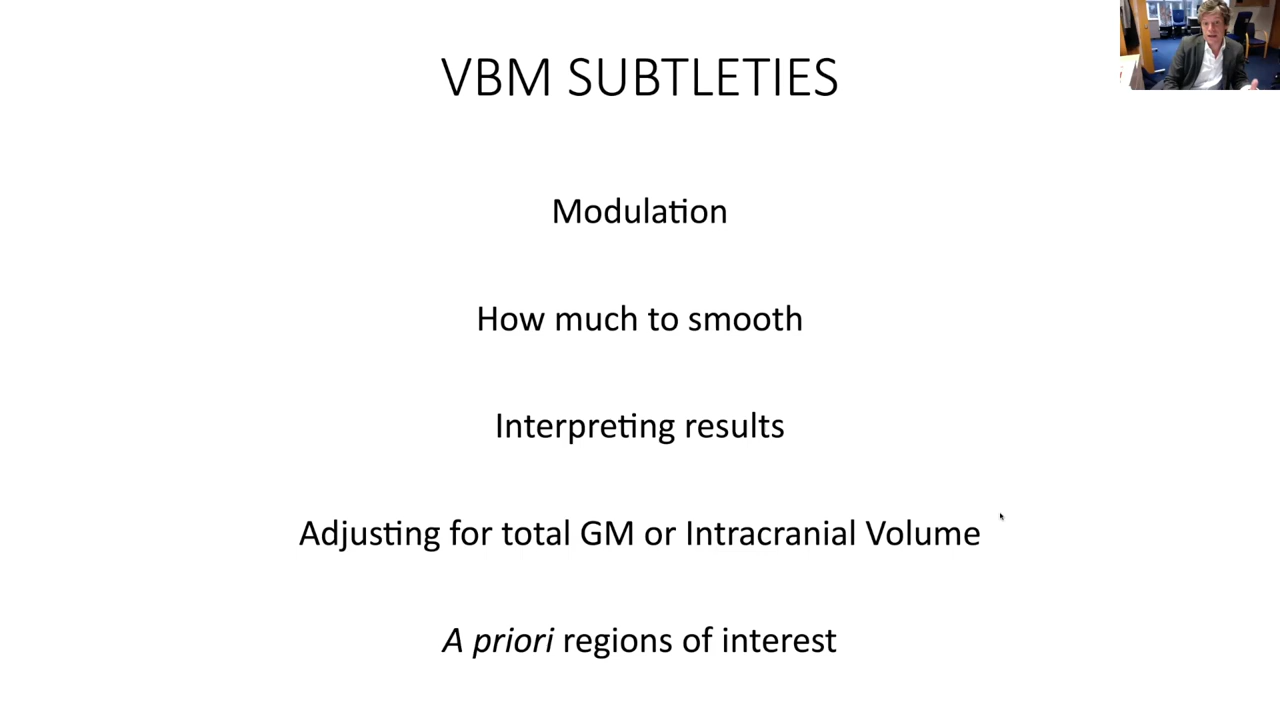 VBM SUBTLETIES
Modulation
How much to smooth
Interpreting results
Adjusting for total GM or Intracranial Volume
A priori regions of interest